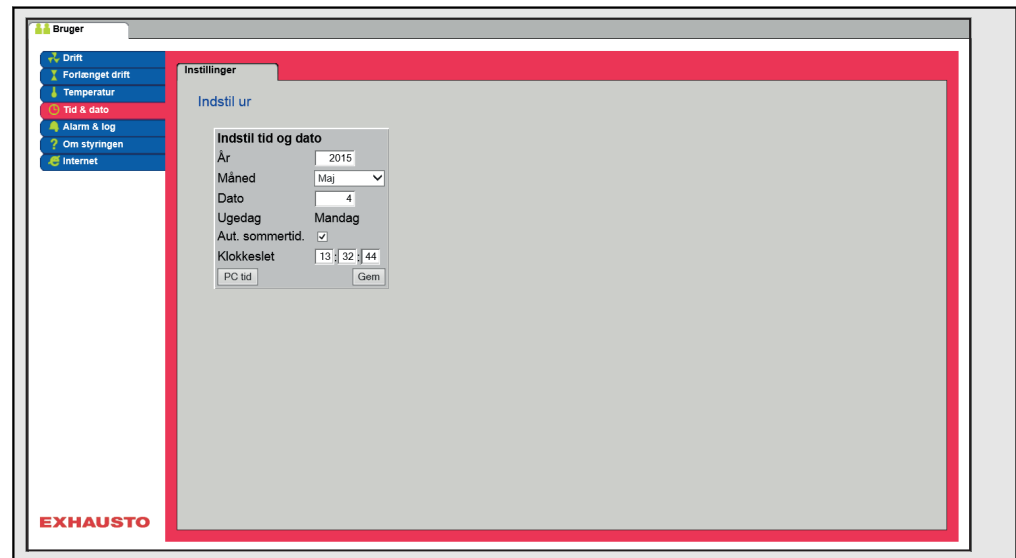 Bruger
Drift
Forlænget drift
Temperatur
Tid & dato
Alarm & log
Om styringen
Internet
Instillinger
Indstil ur
Indstil tid og dato
År 2015
Måned Maj
Dato 4
Ugedag Mandag
Aut. sommertid.
Klokkeslet 13 : 32 : 44
PC tid Gem
EXHAUSTO